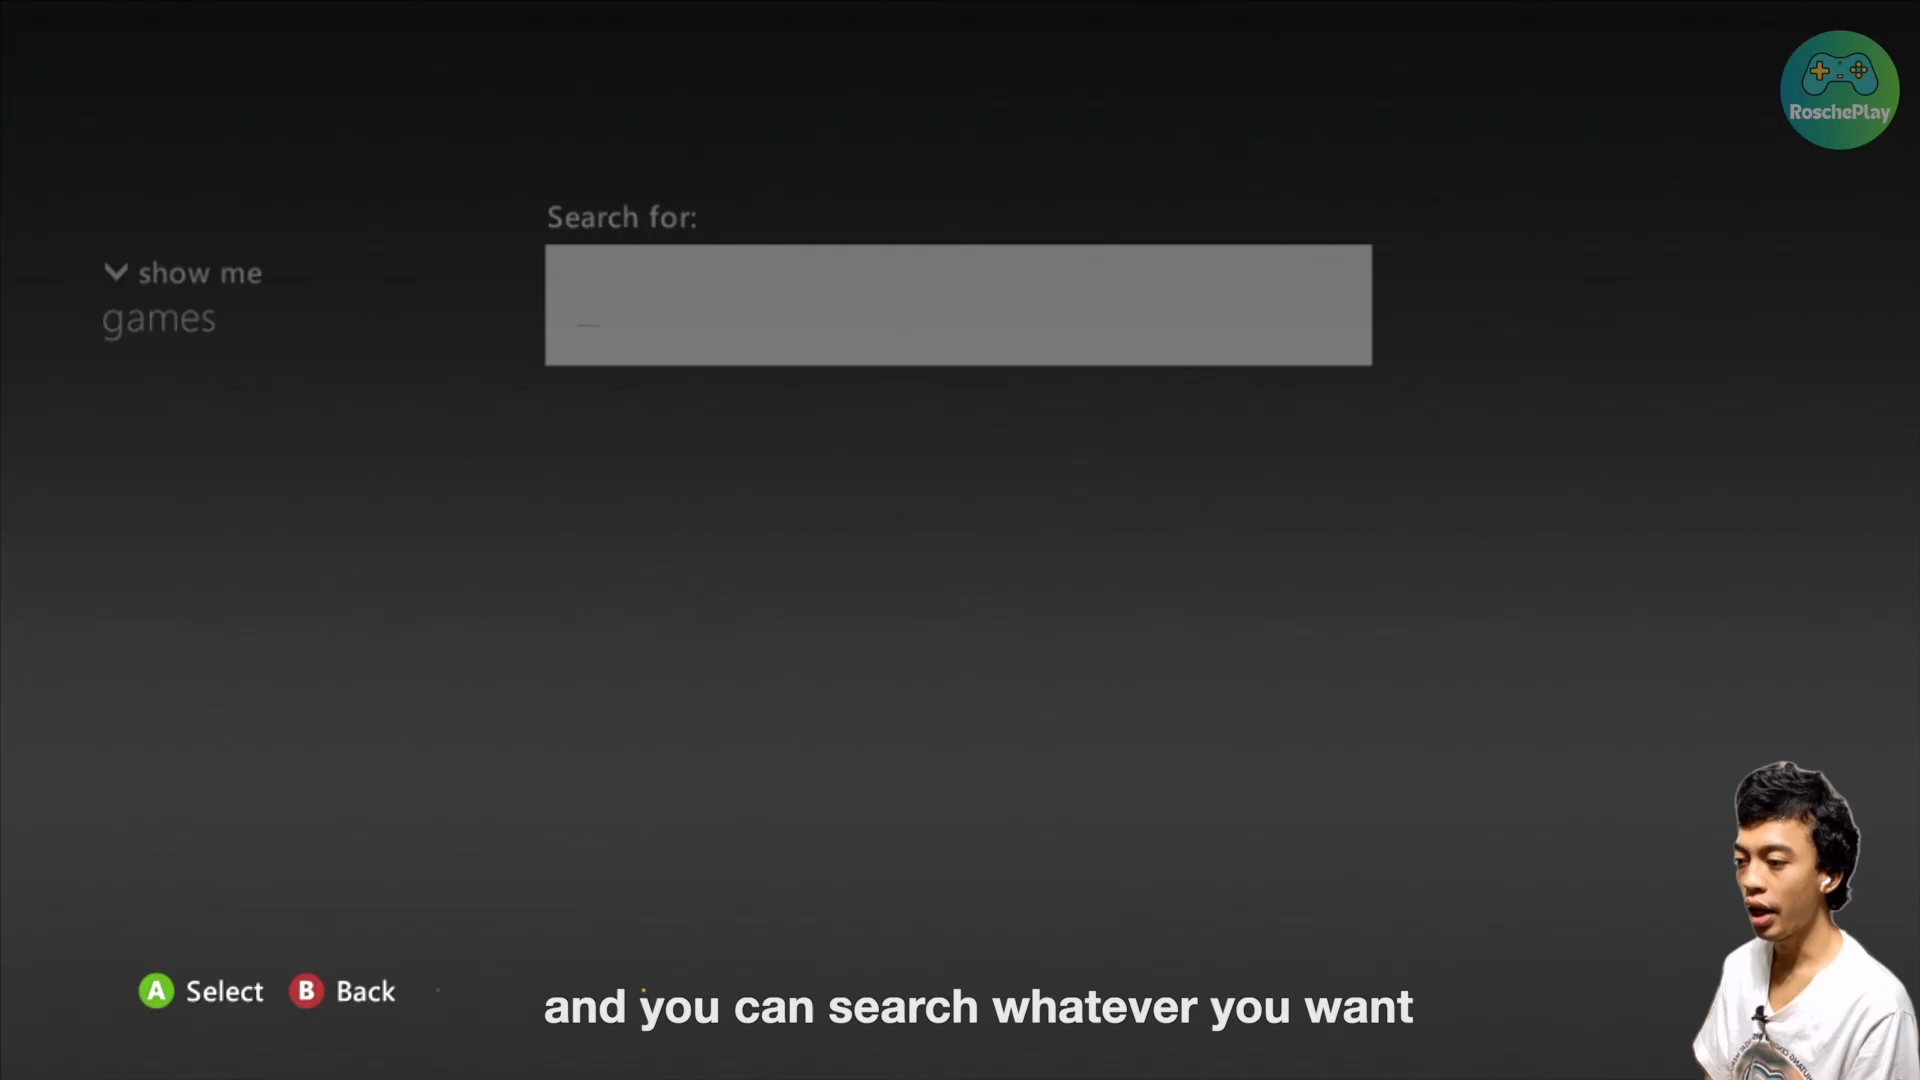 RoschePlay
Search for:
show me
games
A Select B Back
and you can search whatever you want